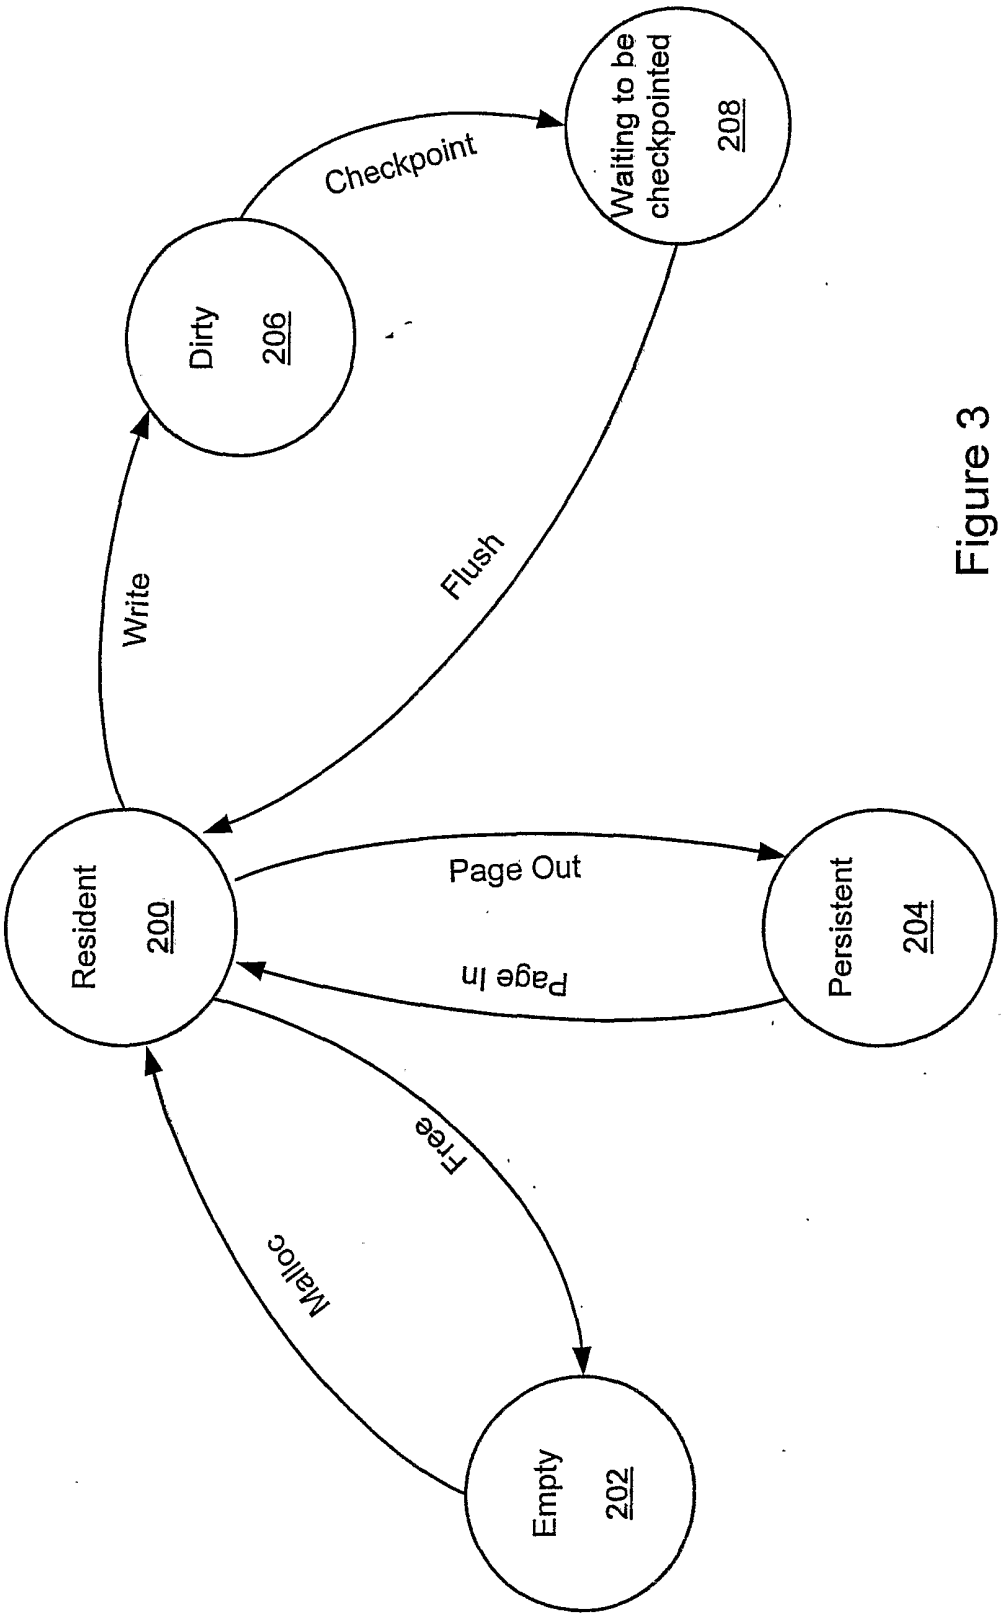 Resident
200
Malloc
Free
Write
Flush
Page In
Page Out
Empty
202
Dirty
206
Checkpoint
Persistent
204
Waiting to be
checkpointed
208
Figure 3